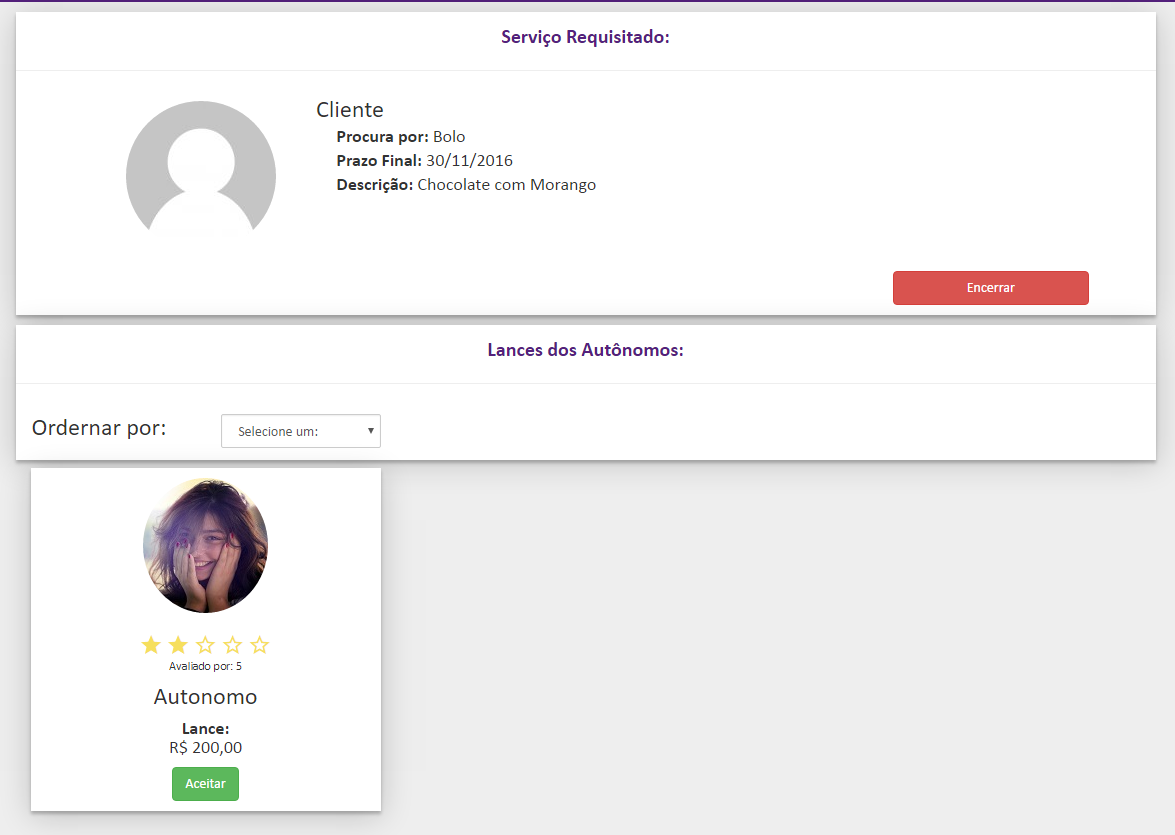 Serviço Requisitado:
Cliente
Procura por: Bolo
Prazo Final: 30/11/2016
Descrição: Chocolate com Morango
Encerrar
Lances dos Autônomos:
Ordernar por:
Selecione um:
Avaliado por: 5
Autonomo
Lance:
R$ 200,00
Aceitar